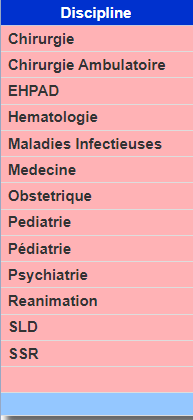 Discipline
Chirurgie
Chirurgie Ambulatoire
EHPAD
Hematologie
Maladies Infectieuses
Medecine
Obstetrique
Pediatrie
Pédiatrie
Psychiatrie
Reanimation
SLD
SSR